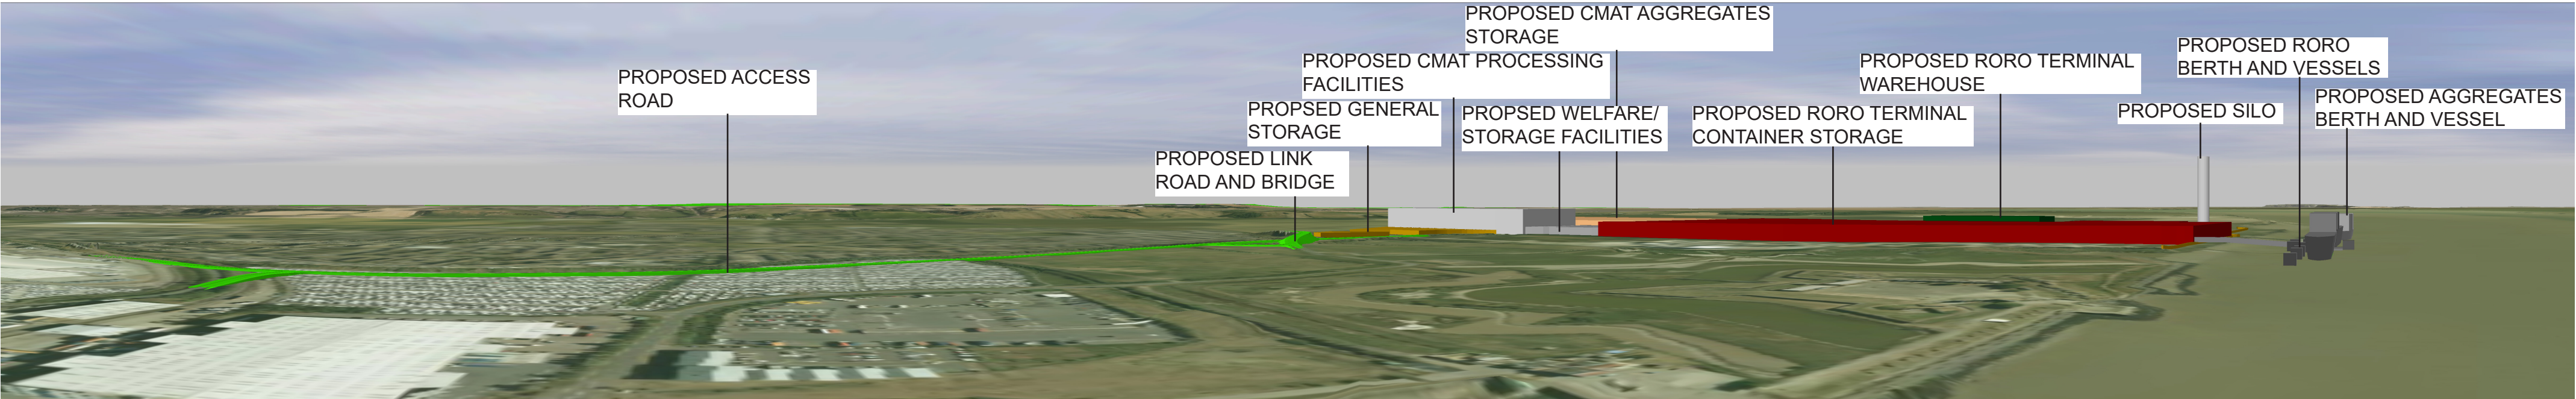 PROPOSED ACCESS
ROAD
PROPOSED LINK
ROAD AND BRIDGE
PROPSED GENERAL
STORAGE
PROPOSED CMAT PROCESSING
FACILITIES
PROPOSED CMAT AGGREGATES
STORAGE
PROPSED WELFARE/
STORAGE FACILITIES
PROPOSED RORO TERMINAL
CONTAINER STORAGE
PROPOSED RORO TERMINAL
WAREHOUSE
PROPOSED SILO
PROPOSED RORO
BERTH AND VESSELS
PROPOSED AGGREGATES
BERTH AND VESSEL